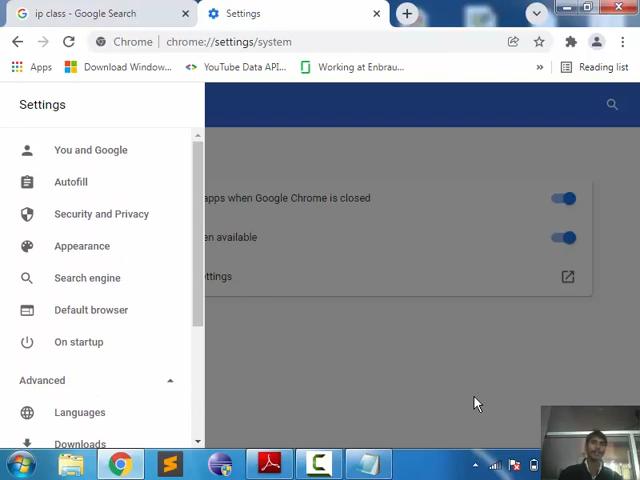 ip class - Google Search
Settings
Chrome | chrome://settings/system
Apps
Download Window...
YouTube Data API...
Working at Enbrau...
»
Reading list
Settings
You and Google
Autofill
Security and Privacy
Appearance
Search engine
Default browser
On startup
Advanced
Languages
Downloads
apps when Google Chrome is closed
en available
ettings